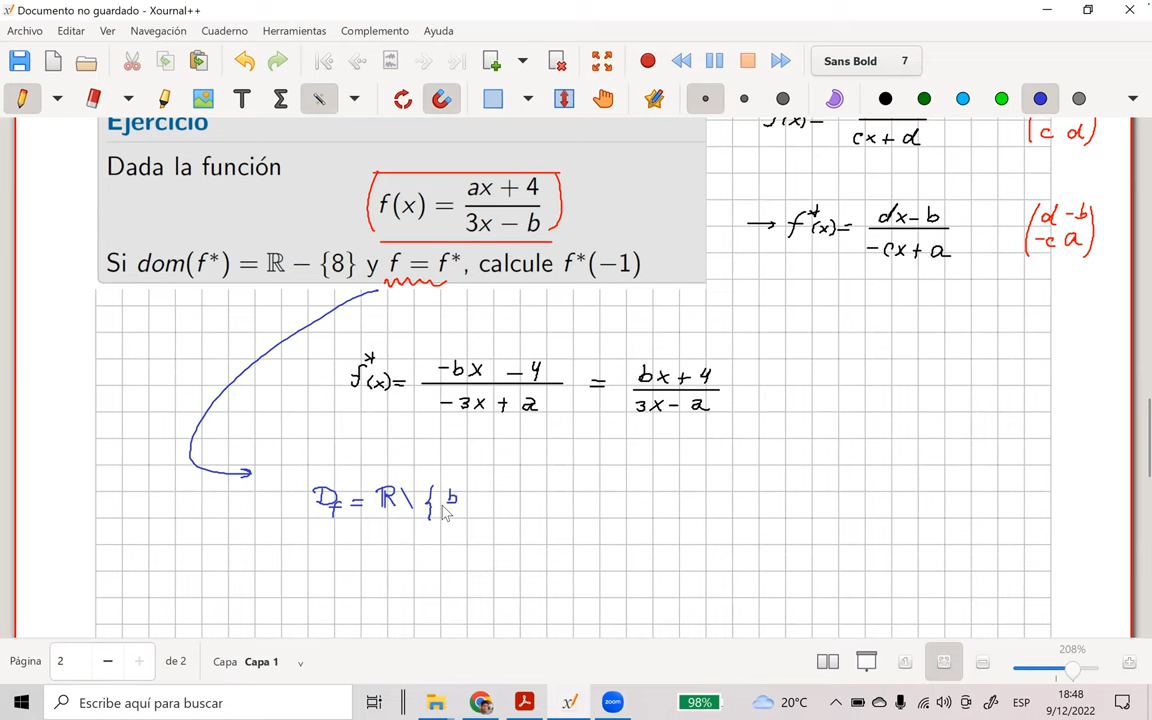 Documento no guardado - Xournal++
Archivo Editar Ver Navegación Cuaderno Herramientas Complemento Ayuda
Sans Bold 7
Ejercicio
Dada la función
f(x) = ax + 4 / 3x − b
Si dom(f*) = ℝ − {8} y f = f*, calcule f*(−1)
f(x) = / cx + d
(c d)
→ f*(x) = dx − b / −cx + a
(d −b
−c a)
f*(x) = −bx − 4 / −3x + a = bx + 4 / 3x − a
D_f = ℝ \ { b
Página 2 de 2 Capa Capa 1 208%
Escribe aquí para buscar
98% 20°C ESP 18:48
9/12/2022